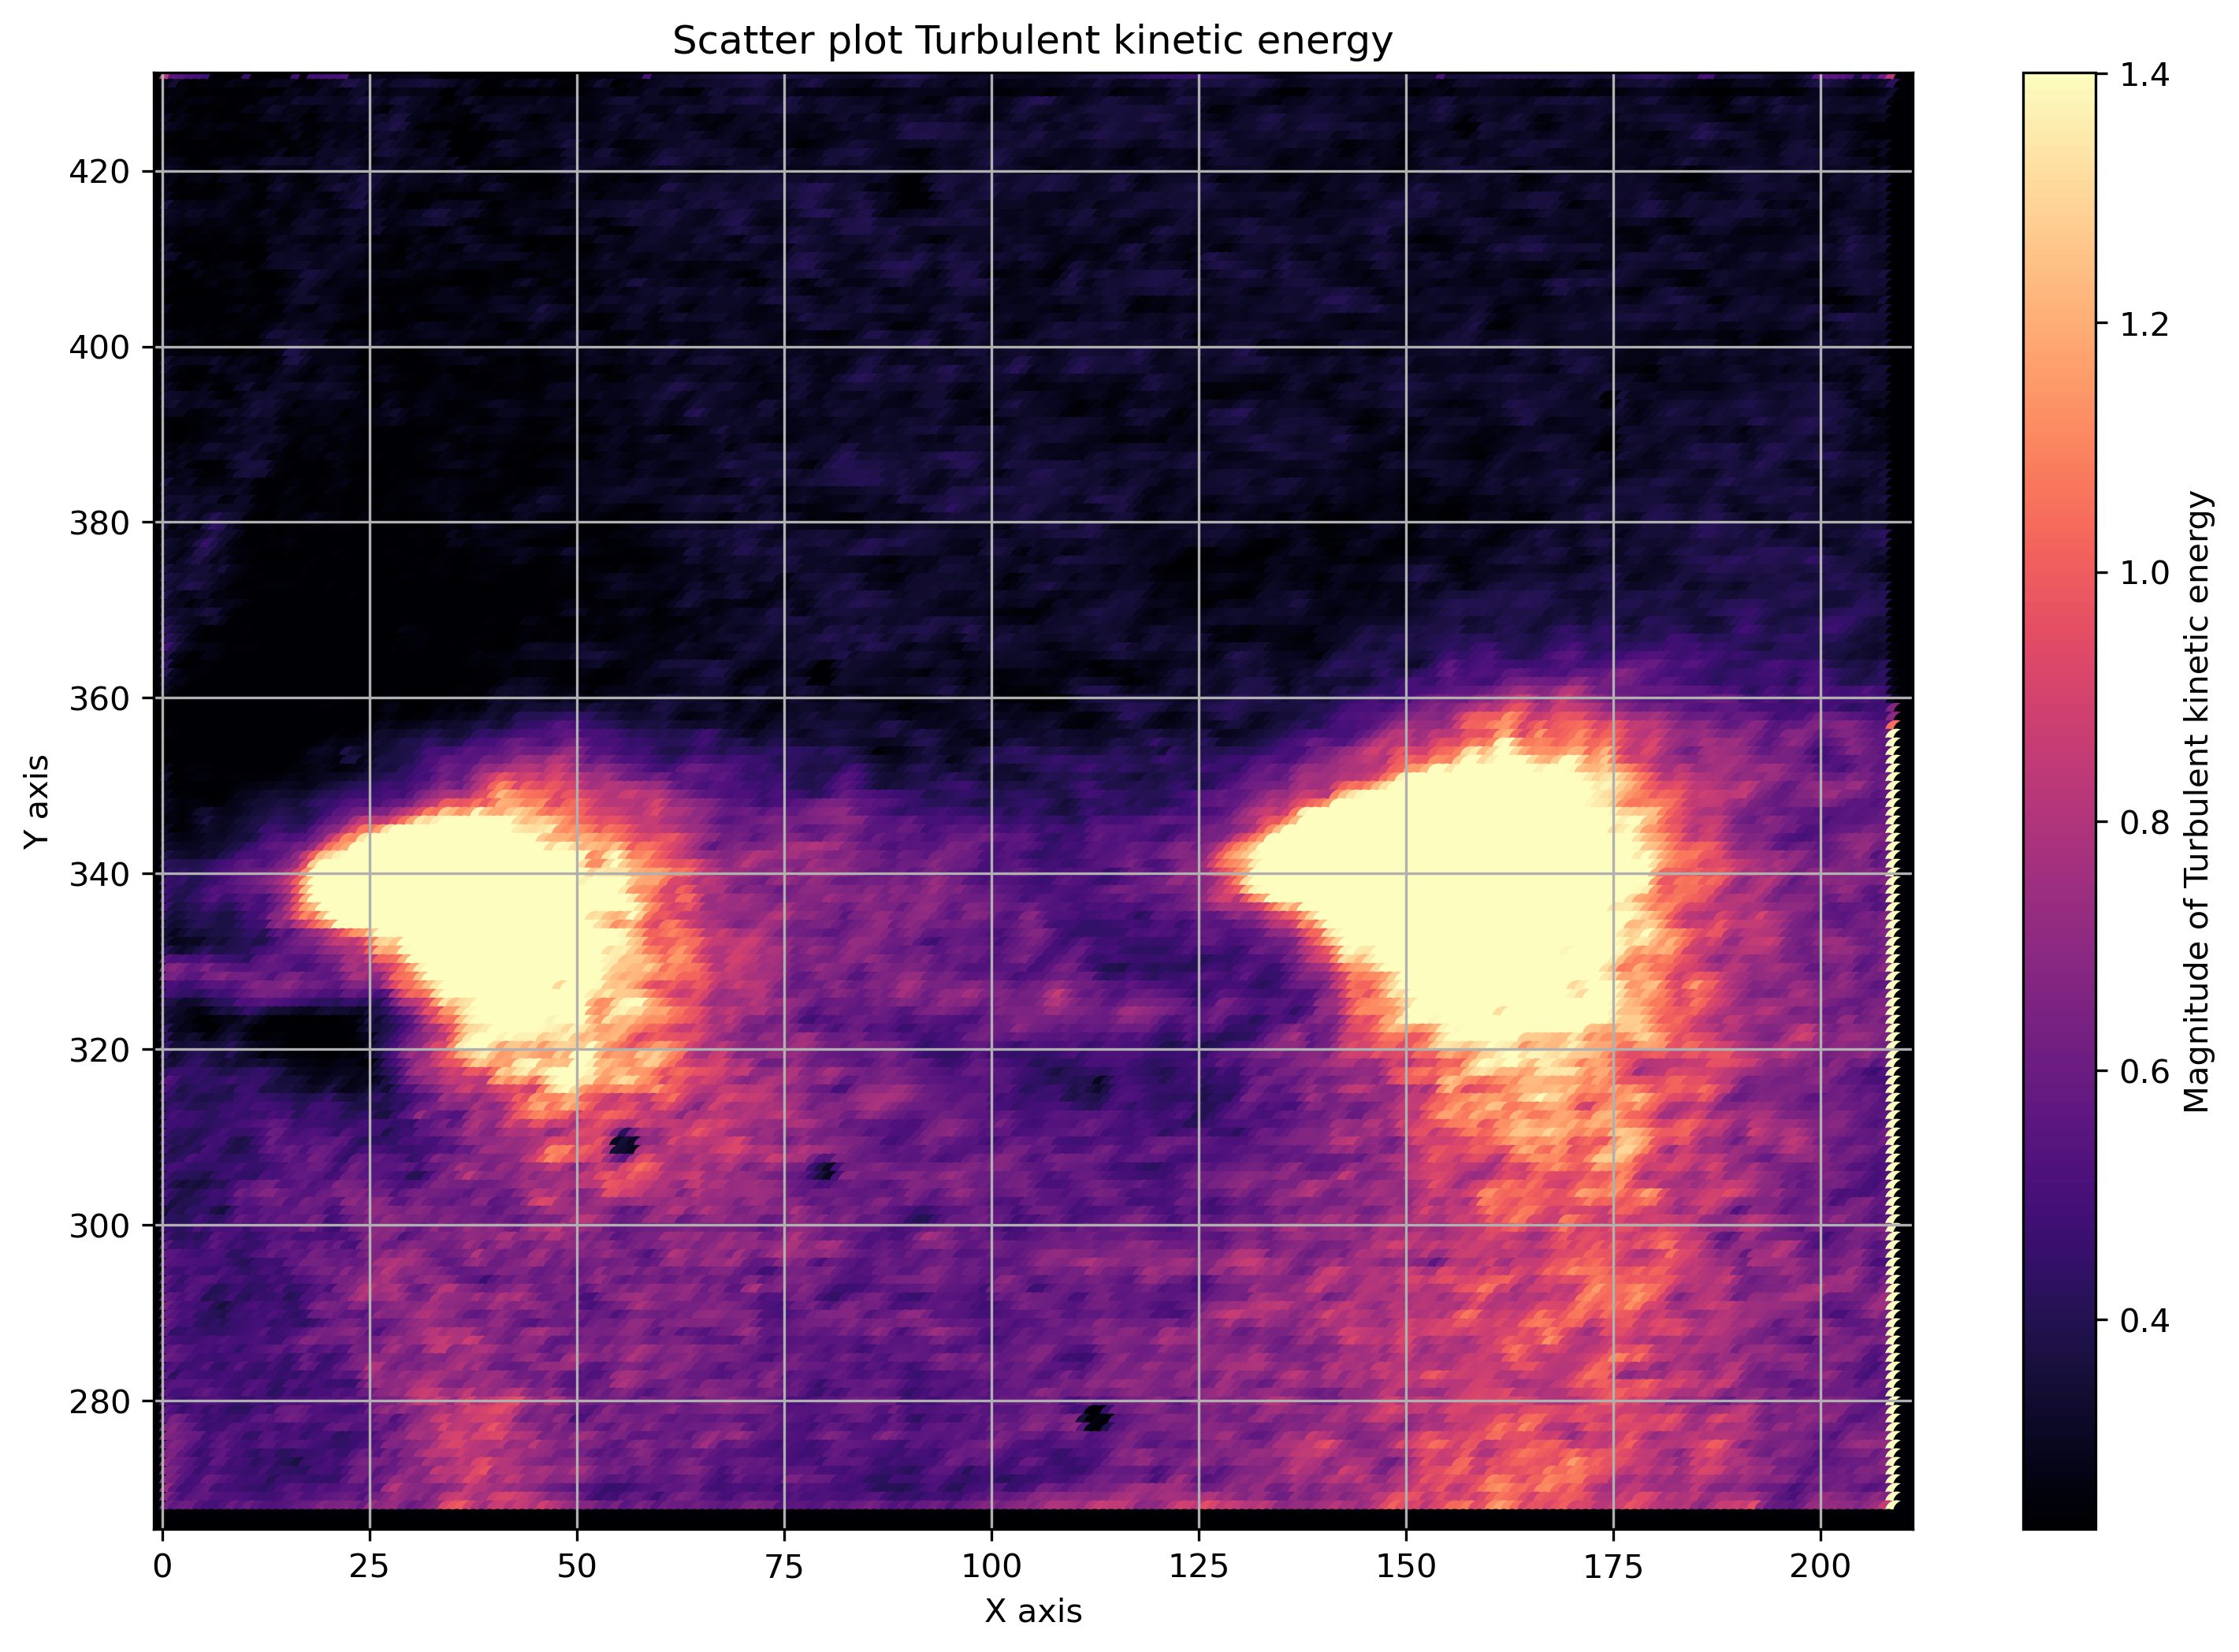 Scatter plot Turbulent kinetic energy
Y axis
420
400
380
360
340
320
300
280
0 25 50 75 100 125 150 175 200
X axis
1.4
1.2
1.0
0.8
0.6
0.4
Magnitude of Turbulent kinetic energy